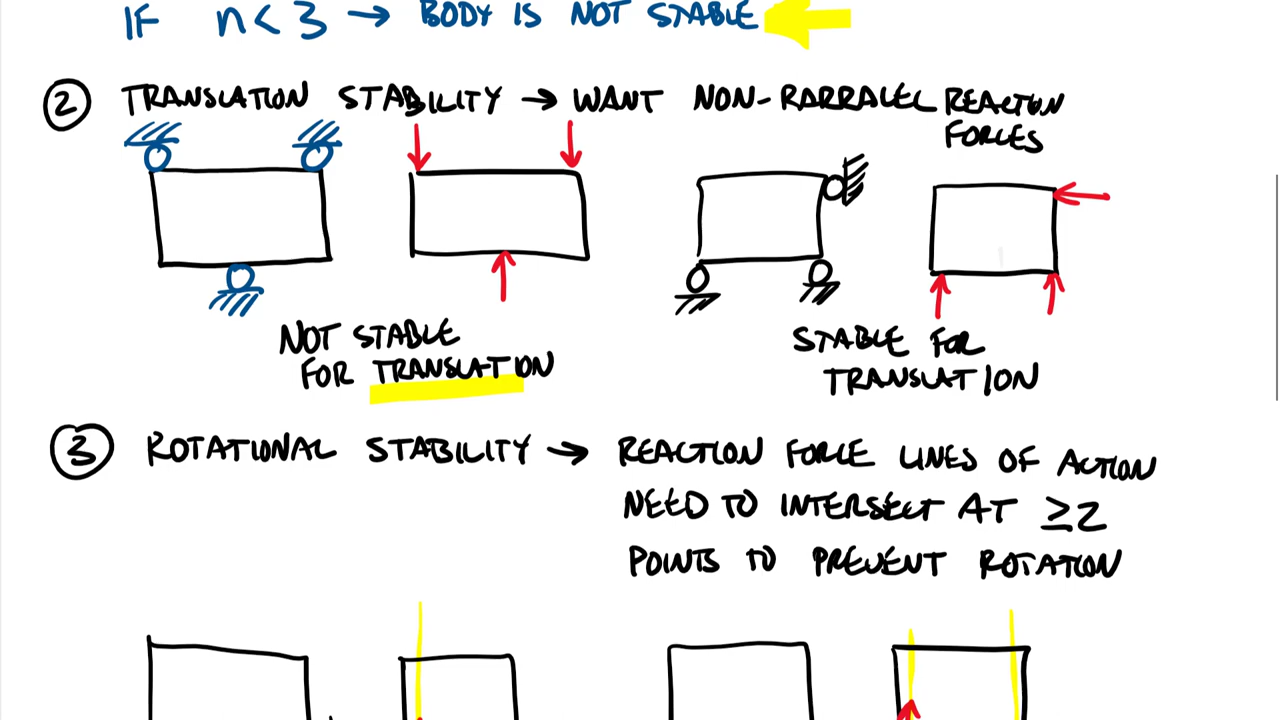 IF n < 3 → BODY IS NOT STABLE
② TRANSLATION STABILITY → WANT NON-PARRALEL REACTION
FORCES
NOT STABLE
FOR TRANSLATION
STABLE FOR
TRANSLATION
③ ROTATIONAL STABILITY → REACTION FORCE LINES OF ACTION
NEED TO INTERSECT AT ≥2
POINTS TO PREVENT ROTATION